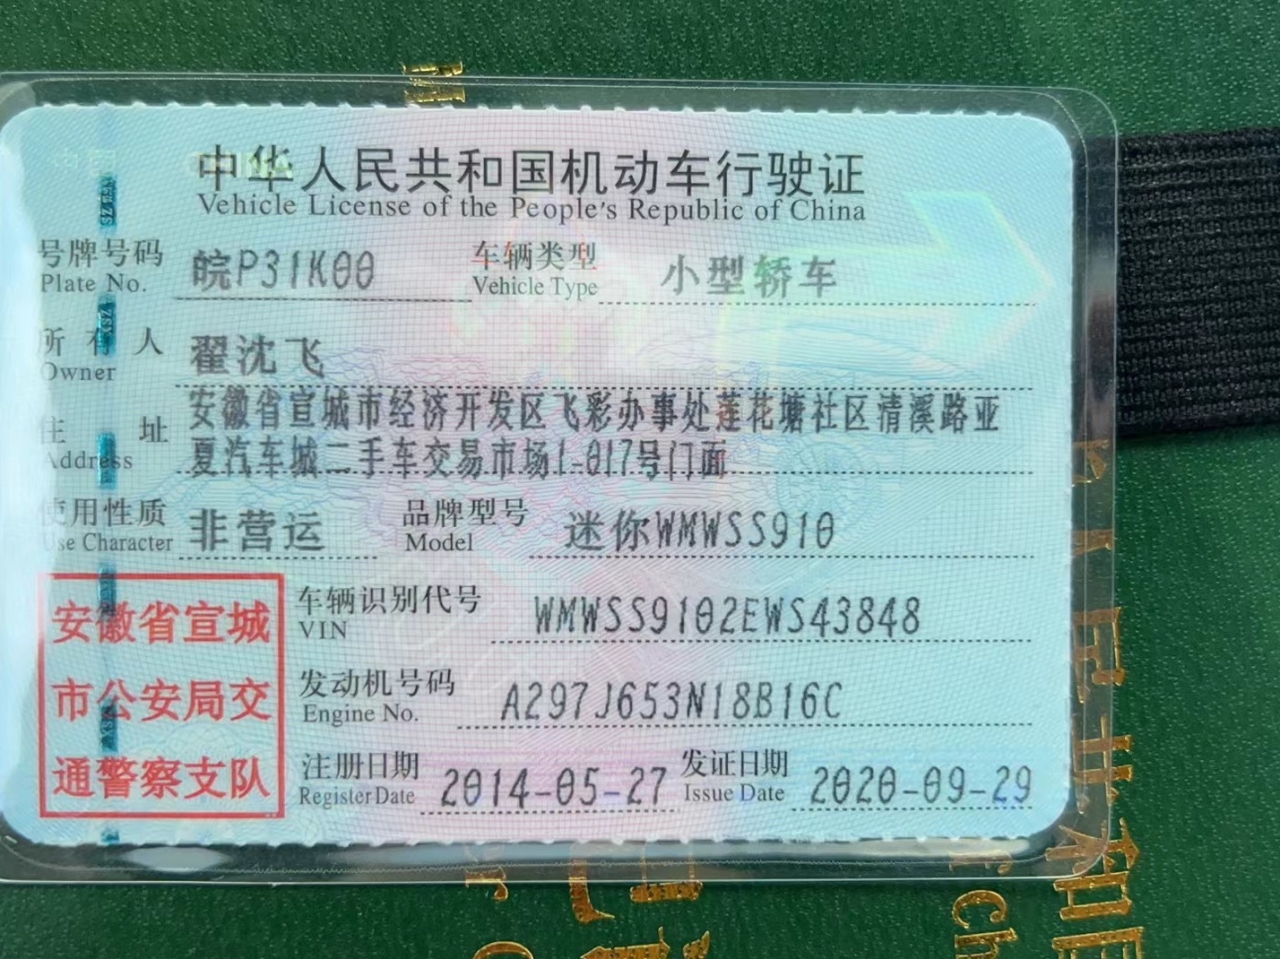 中华人民共和国机动车行驶证
Vehicle License of the People's Republic of China
号牌号码 皖P31K00 车辆类型 小型轿车
Plate No. Vehicle Type
所有人 翟沈飞
Owner
住址 安徽省宣城市经济开发区飞彩办事处莲花塘社区清溪路亚
Address 夏汽车城二手车交易市场1-017号门面
使用性质 非营运 品牌型号 迷你WMWSS910
Use Character Model
安徽省宣城
市公安局交
通警察支队
车辆识别代号 WMWSS9102EWS43848
VIN
发动机号码 A297J653N18B16C
Engine No.
注册日期 2014-05-27 发证日期 2020-09-29
Register Date Issue Date